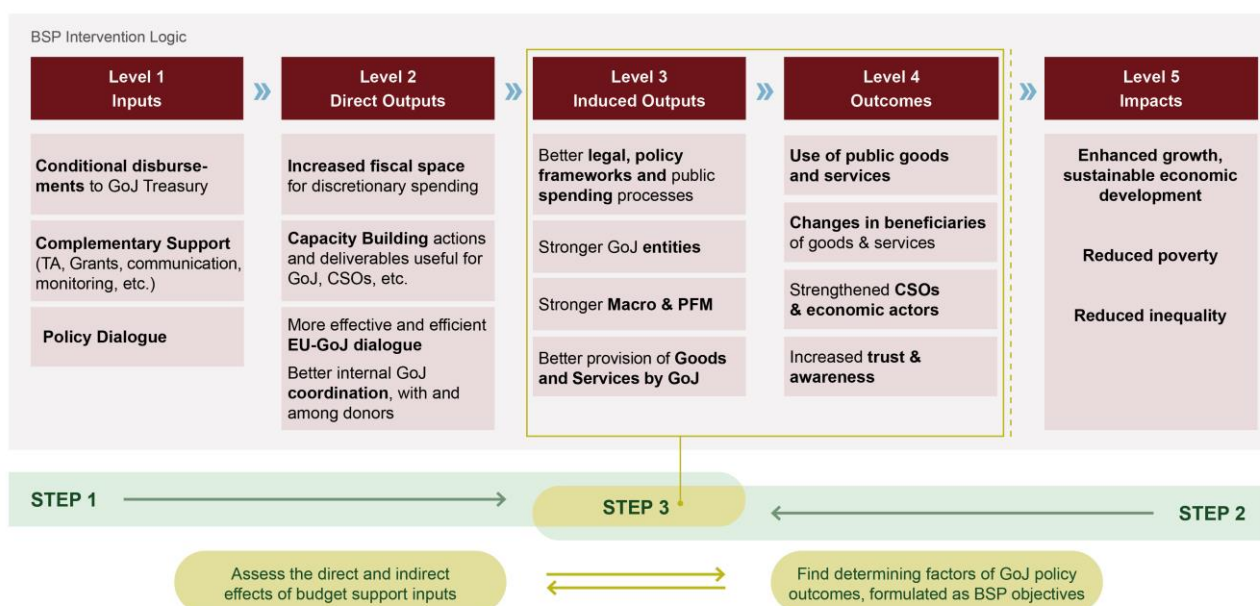 BSP Intervention Logic
Level 1
Inputs
Conditional disburse-
ments to GoJ Treasury
Complementary Support
(TA, Grants, communication,
monitoring, etc.)
Policy Dialogue
Level 2
Direct Outputs
Increased fiscal space
for discretionary spending
Capacity Building actions
and deliverables useful for
GoJ, CSOs, etc.
More effective and efficient
EU-GoJ dialogue
Better internal GoJ
coordination, with and
among donors
Level 3
Induced Outputs
Better legal, policy
frameworks and public
spending processes
Stronger GoJ entities
Stronger Macro & PFM
Better provision of Goods
and Services by GoJ
Level 4
Outcomes
Use of public goods
and services
Changes in beneficiaries
of goods & services
Strengthened CSOs
& economic actors
Increased trust &
awareness
Level 5
Impacts
Enhanced growth,
sustainable economic
development
Reduced poverty
Reduced inequality
STEP 1
STEP 3
STEP 2
Assess the direct and indirect
effects of budget support inputs
Find determining factors of GoJ policy
outcomes, formulated as BSP objectives